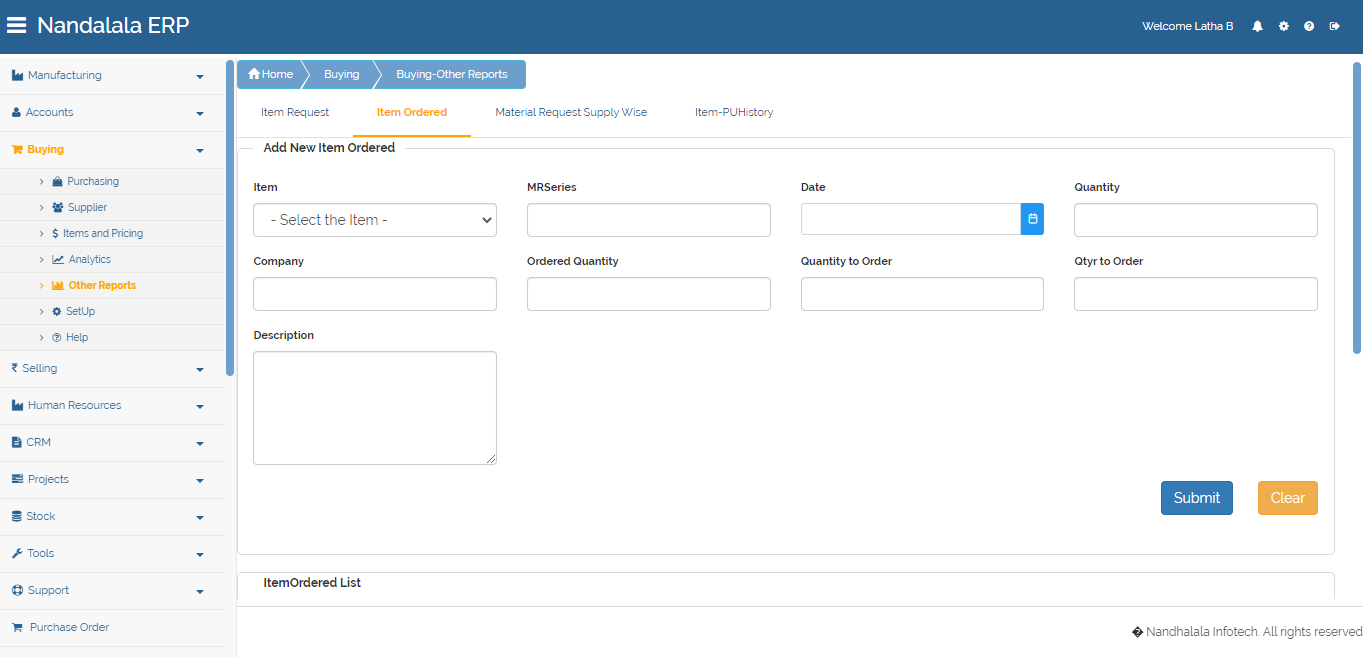 Nandalala ERP
Welcome Latha B
Manufacturing
Accounts
Buying
Purchasing
Supplier
$ Items and Pricing
Analytics
Other Reports
SetUp
Help
₹ Selling
Human Resources
CRM
Projects
Stock
Tools
Support
Purchase Order
Home Buying Buying-Other Reports
Item Request Item Ordered Material Request Supply Wise Item-PUHistory
Add New Item Ordered
Item MRSeries Date Quantity
- Select the Item -
Company Ordered Quantity Quantity to Order Qtyr to Order
Description
Submit Clear
ItemOrdered List
� Nandhalala Infotech. All rights reserved